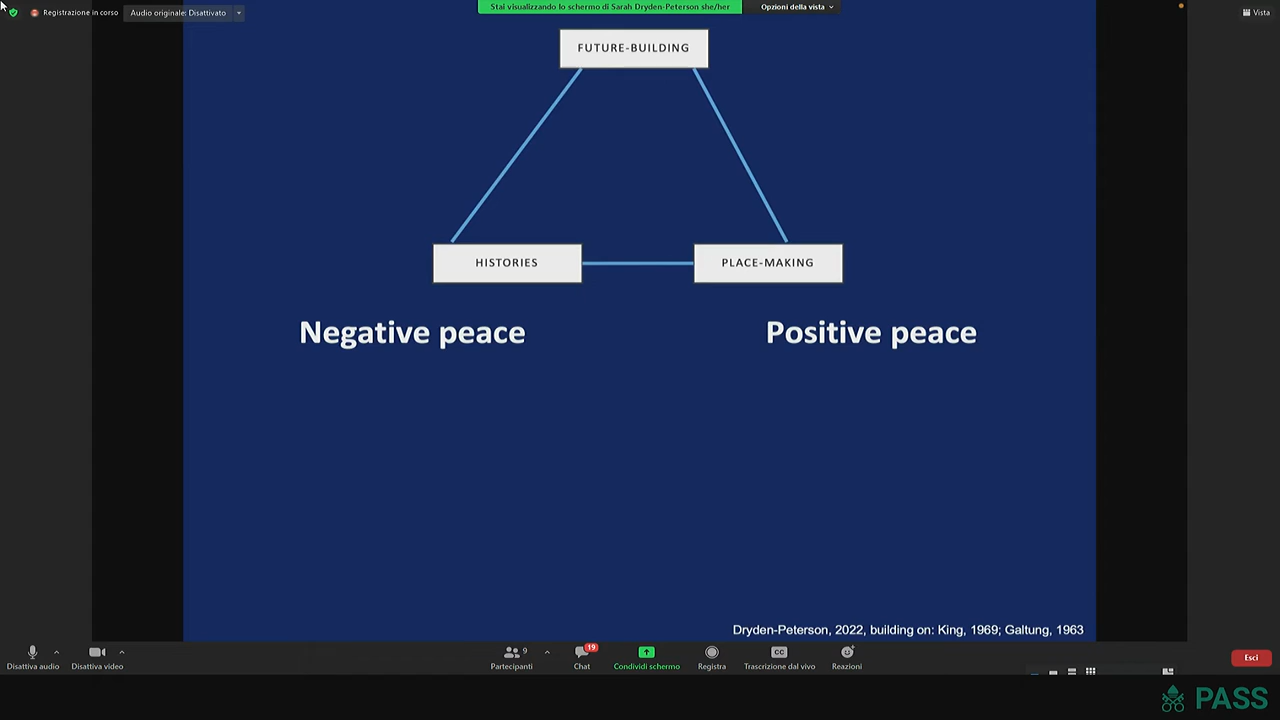 Registrazione in corso
Audio originale: Disattivato
Stai visualizzando lo schermo di Sarah Dryden-Peterson she/her
Opzioni della vista
Vista
FUTURE-BUILDING
HISTORIES
PLACE-MAKING
Negative peace
Positive peace
Dryden-Peterson, 2022, building on: King, 1969; Galtung, 1963
Disattiva audio
Disattiva video
9
Partecipanti
19
Chat
Condividi schermo
Registra
CC
Trascrizione dal vivo
Reazioni
Esci
PASS